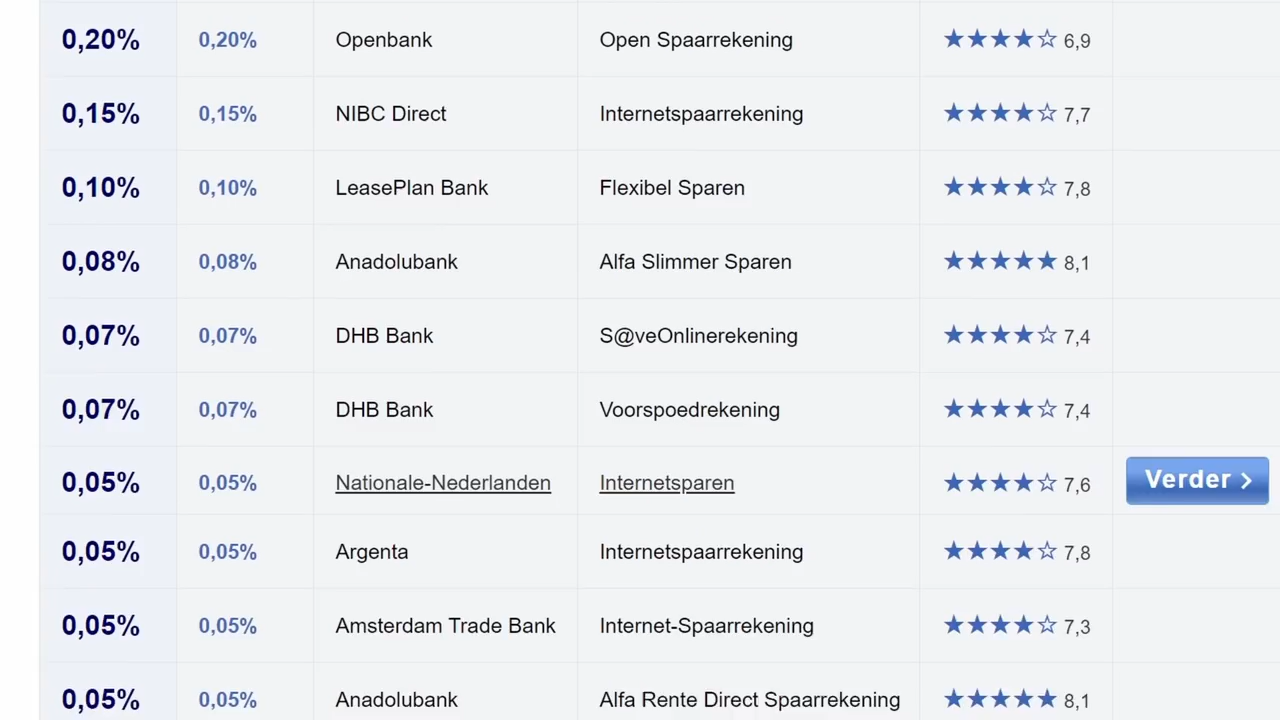 0,20% 0,20% Openbank Open Spaarrekening ★★★★☆ 6,9
0,15% 0,15% NIBC Direct Internetspaarrekening ★★★★☆ 7,7
0,10% 0,10% LeasePlan Bank Flexibel Sparen ★★★★☆ 7,8
0,08% 0,08% Anadolubank Alfa Slimmer Sparen ★★★★★ 8,1
0,07% 0,07% DHB Bank S@veOnlinerekening ★★★★☆ 7,4
0,07% 0,07% DHB Bank Voorspoedrekening ★★★★☆ 7,4
0,05% 0,05% Nationale-Nederlanden Internetsparen ★★★★☆ 7,6 Verder >
0,05% 0,05% Argenta Internetspaarrekening ★★★★☆ 7,8
0,05% 0,05% Amsterdam Trade Bank Internet-Spaarrekening ★★★★☆ 7,3
0,05% 0,05% Anadolubank Alfa Rente Direct Spaarrekening ★★★★★ 8,1